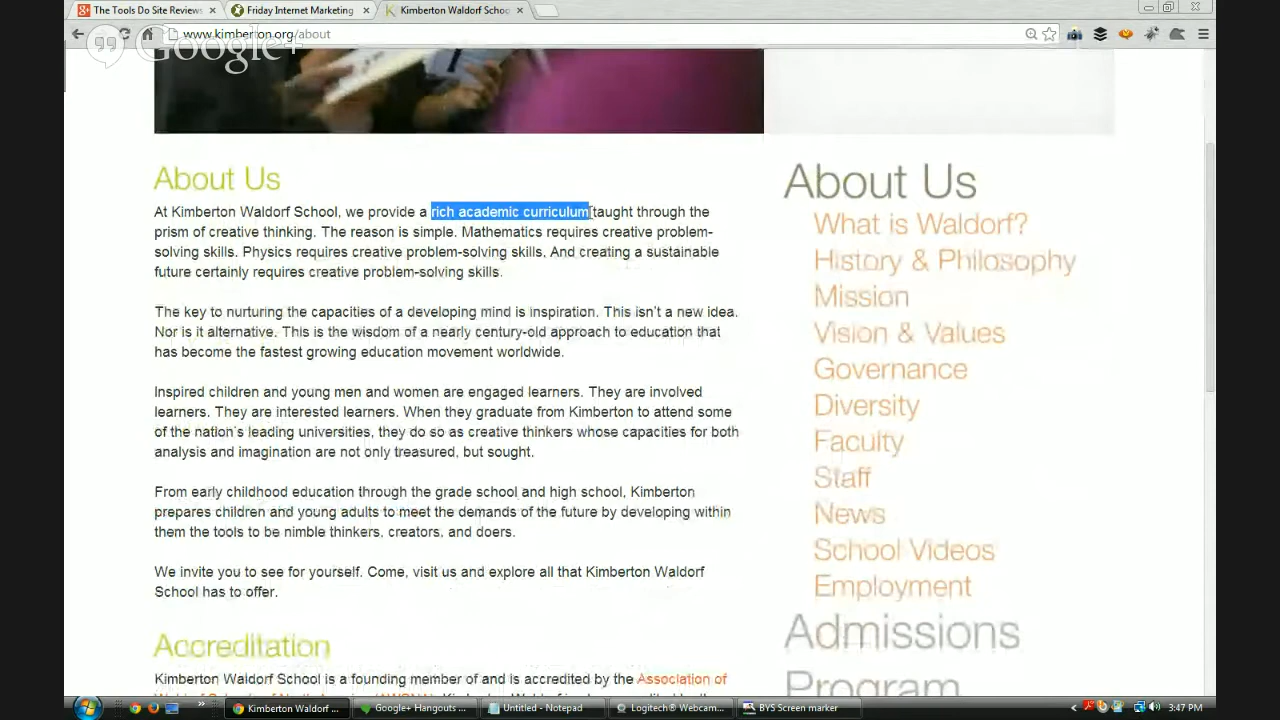 The Tools Do Site Reviews
Friday Internet Marketing
Kimberton Waldorf Schoo
www.kimberton.org/about
Google+
About Us
At Kimberton Waldorf School, we provide a rich academic curriculum taught through the
prism of creative thinking. The reason is simple. Mathematics requires creative problem-
solving skills. Physics requires creative problem-solving skills. And creating a sustainable
future certainly requires creative problem-solving skills.
The key to nurturing the capacities of a developing mind is inspiration. This isn't a new idea.
Nor is it alternative. This is the wisdom of a nearly century-old approach to education that
has become the fastest growing education movement worldwide.
Inspired children and young men and women are engaged learners. They are involved
learners. They are interested learners. When they graduate from Kimberton to attend some
of the nation's leading universities, they do so as creative thinkers whose capacities for both
analysis and imagination are not only treasured, but sought.
From early childhood education through the grade school and high school, Kimberton
prepares children and young adults to meet the demands of the future by developing within
them the tools to be nimble thinkers, creators, and doers.
We invite you to see for yourself. Come, visit us and explore all that Kimberton Waldorf
School has to offer.
Accreditation
Kimberton Waldorf School is a founding member of and is accredited by the Association of
About Us
What is Waldorf?
History & Philosophy
Mission
Vision & Values
Governance
Diversity
Faculty
Staff
News
School Videos
Employment
Admissions
Program
Kimberton Waldorf ...
Google+ Hangouts ...
Untitled - Notepad
Logitech® Webcam...
BYS Screen marker
3:47 PM